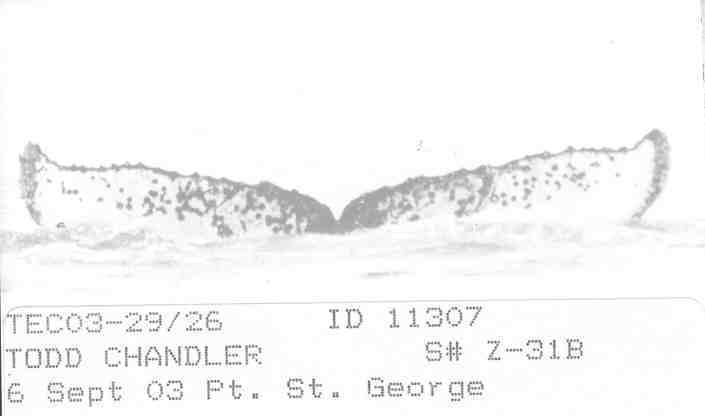 TEC03-29/26 ID 11307
TODD CHANDLER S# Z-31B
6 Sept 03 Pt. St. George